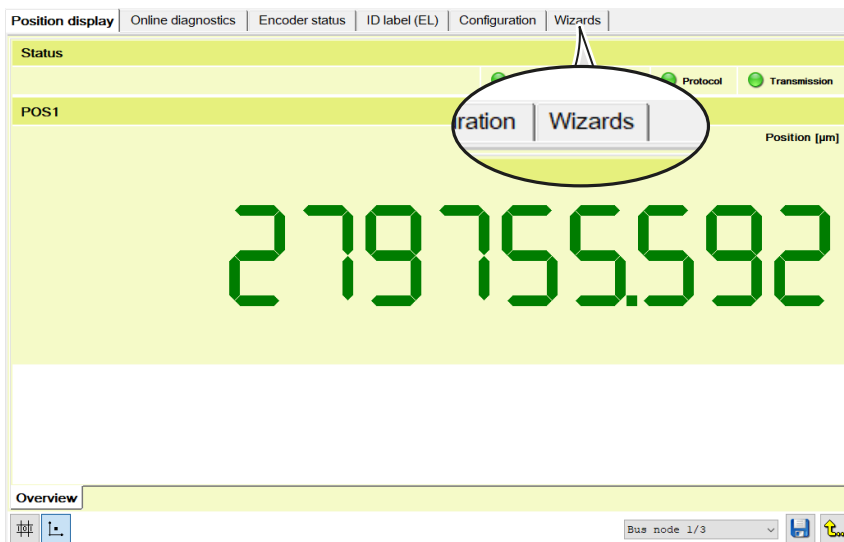 Position display Online diagnostics Encoder status ID label (EL) Configuration Wizards
Status
Protocol Transmission
POS1
ration Wizards
Position [µm]
279755.592
Overview
Bus node 1/3